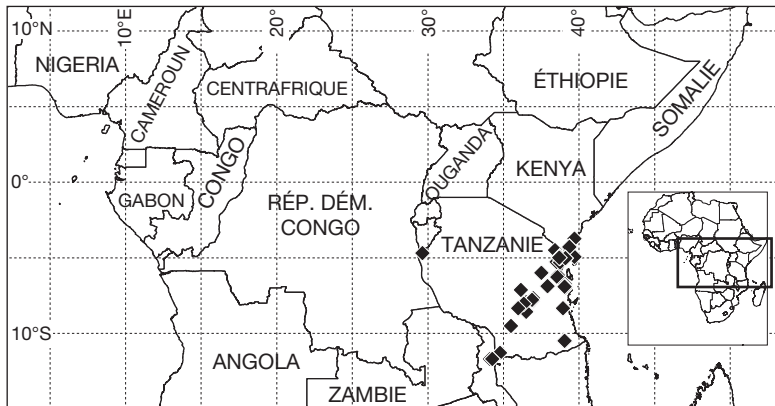 10°N
10°E
20°
30°
40°
NIGERIA
CAMEROUN
CENTRAFRIQUE
ÉTHIOPIE
SOMALIE
0°
GABON
CONGO
RÉP. DÉM.
CONGO
OUGANDA
KENYA
TANZANIE
10°S
ANGOLA
ZAMBIE